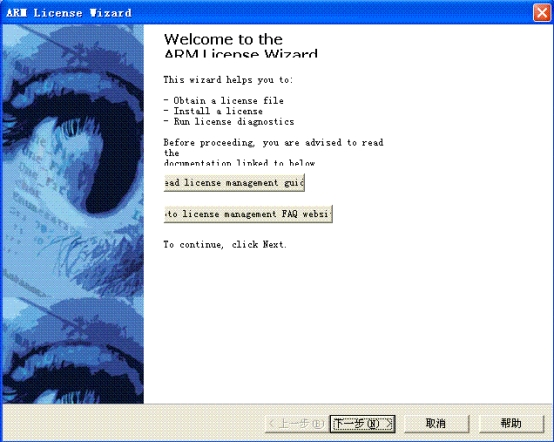 ARM License Wizard
Welcome to the
ARM License Wizard
This wizard helps you to:
- Obtain a license file
- Install a license
- Run license diagnostics
Before proceeding, you are advised to read
the
documentation linked to below
ead license management guid
to license management FAQ websi
To continue, click Next.
<上一步(B) 下一步(N)> 取消 帮助